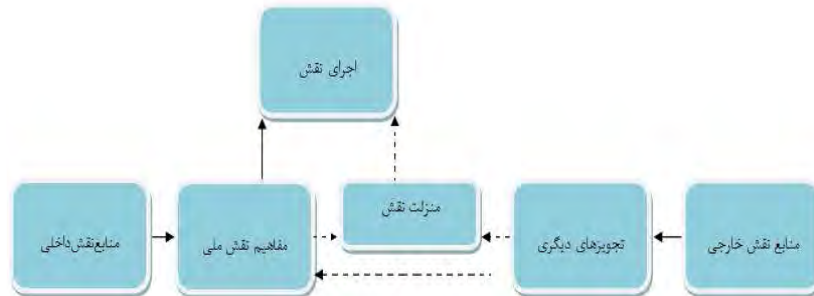 اجرای نقش
منابع نقش خارجی
تجویزهای دیگری
منزلت نقش
مفاهیم نقش ملی
منابع‌نقش‌داخلی